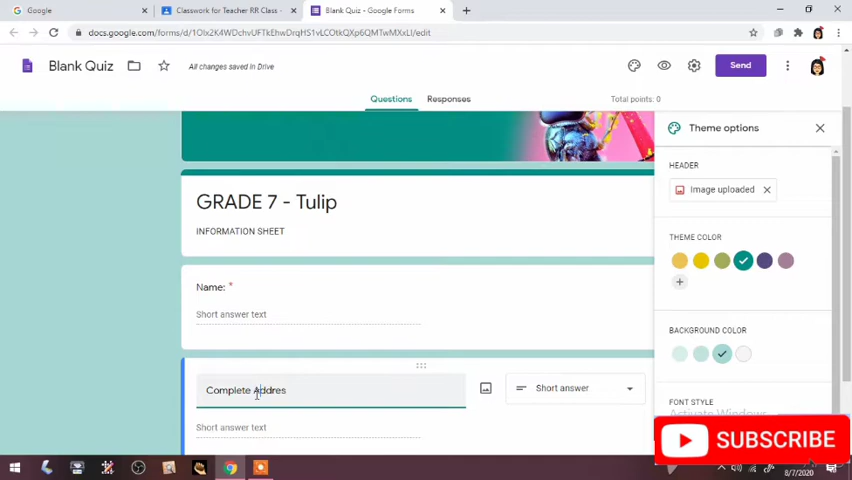 Google
Classwork for Teacher RR Class
Blank Quiz - Google Forms
docs.google.com/forms/d/1OIx2K4WDchvUFTkEhwDrqHS1vLCOtkQXp6QMTwMXxLI/edit
Blank Quiz
All changes saved in Drive
Send
Questions
Responses
Total points: 0
Theme options
HEADER
Image uploaded
GRADE 7 - Tulip
INFORMATION SHEET
THEME COLOR
Name: *
Short answer text
BACKGROUND COLOR
Complete Addres
Short answer
Short answer text
FONT STYLE
Activate Windows
SUBSCRIBE
8/7/2020